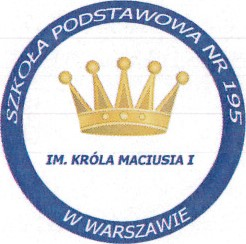 SZKOŁA PODSTAWOWA NR 195
IM. KRÓLA MACIUSIA I
W WARSZAWIE